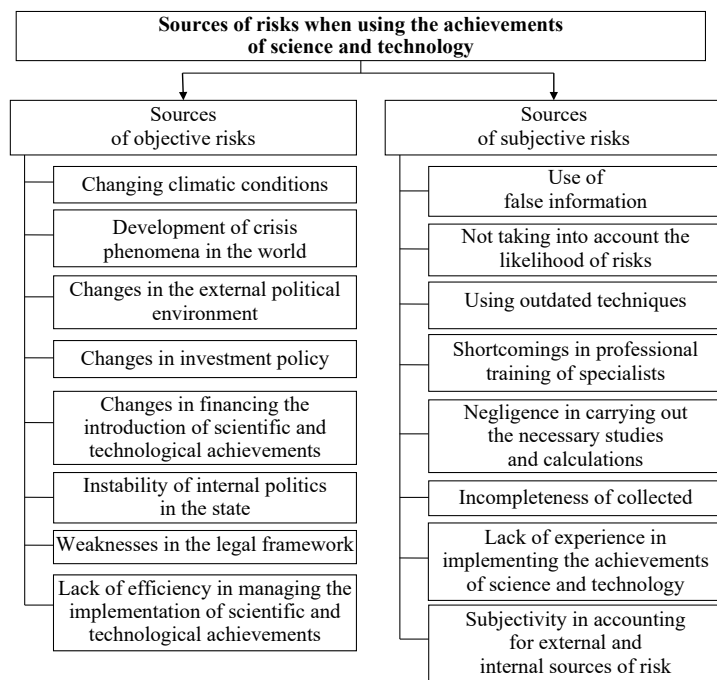 Sources of risks when using the achievements
of science and technology
Sources
of objective risks
Changing climatic conditions
Development of crisis
phenomena in the world
Changes in the external political
environment
Changes in investment policy
Changes in financing the
introduction of scientific and
technological achievements
Instability of internal politics
in the state
Weaknesses in the legal framework
Lack of efficiency in managing the
implementation of scientific and
technological achievements
Sources
of subjective risks
Use of
false information
Not taking into account the
likelihood of risks
Using outdated techniques
Shortcomings in professional
training of specialists
Negligence in carrying out
the necessary studies
and calculations
Incompleteness of collected
Lack of experience in
implementing the achievements
of science and technology
Subjectivity in accounting
for external and
internal sources of risk